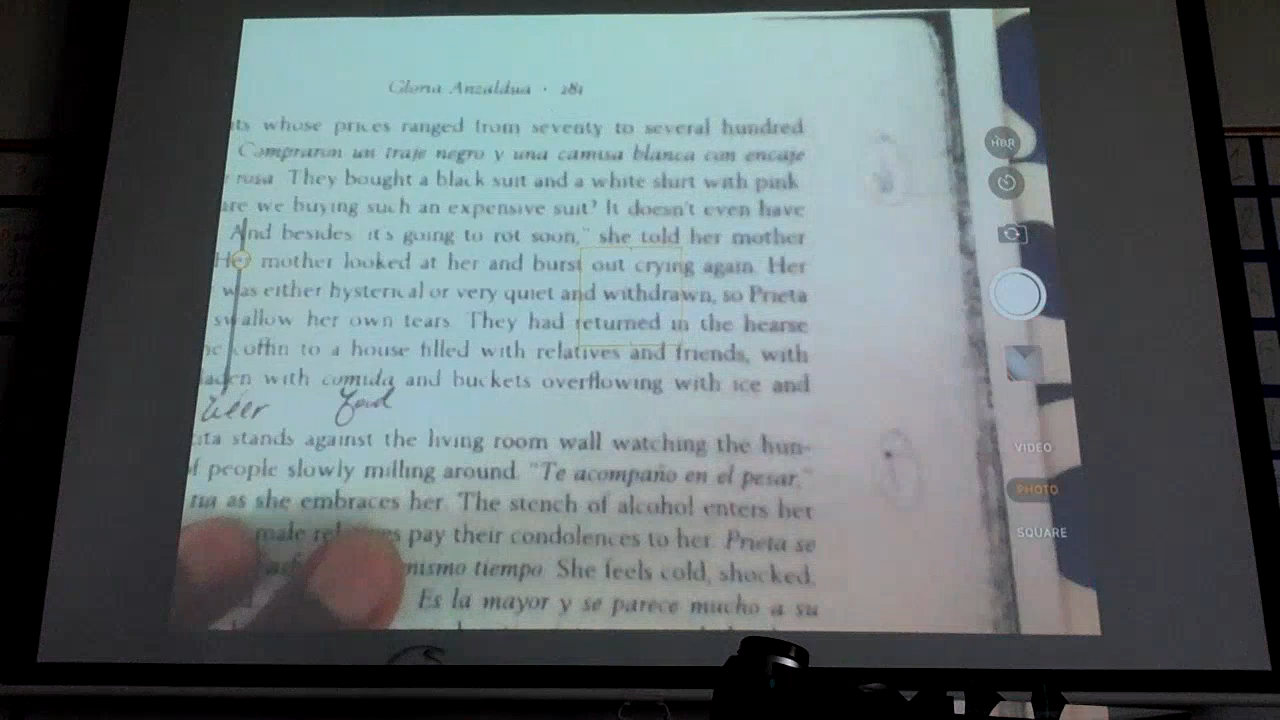 Gloria Anzaldua · 281
ts whose prices ranged from seventy to several hundred
Compraron un traje negro y una camisa blanca con encaje
rosa. They bought a black suit and a white shirt with pink
are we buying such an expensive suit? It doesn't even have
And besides it's going to rot soon," she told her mother
Her mother looked at her and burst out crying again. Her
was either hysterical or very quiet and withdrawn, so Prieta
swallow her own tears. They had returned in the hearse
coffin to a house filled with relatives and friends, with
laden with comida and buckets overflowing with ice and
food
ita stands against the living room wall watching the hun-
f people slowly milling around. "Te acompaño en el pesar,"
tia as she embraces her. The stench of alcohol enters her
male relatives pay their condolences to her. Prieta se
mismo tiempo. She feels cold, shocked,
Es la mayor y se parece mucho a su
HDR
VIDEO
PHOTO
SQUARE